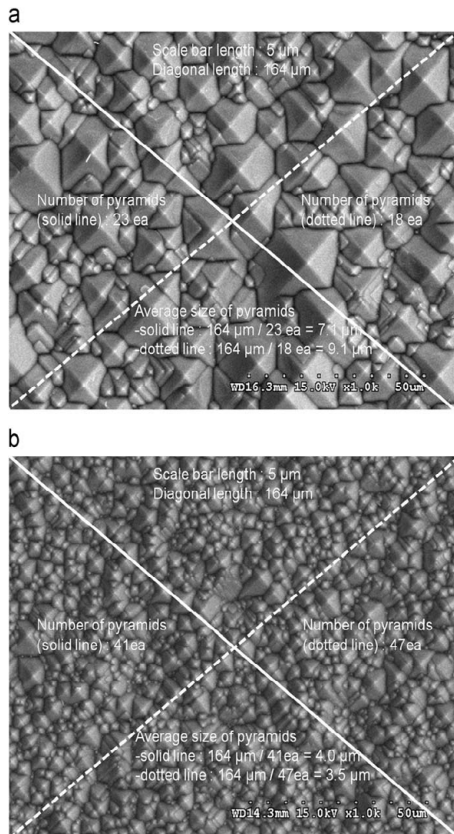 a
Scale bar length : 5 μm
Diagonal length : 164 μm
Number of pyramids
(solid line) : 23 ea
Number of pyramids
(dotted line) : 18 ea
Average size of pyramids
-solid line : 164 μm / 23 ea = 7.1 μm
-dotted line : 164 μm / 18 ea = 9.1 μm
WD16.3mm 15.0kV x1.0k 50um
b
Scale bar length : 5 μm
Diagonal length : 164 μm
Number of pyramids
(solid line) : 41ea
Number of pyramids
(dotted line) : 47ea
Average size of pyramids
-solid line : 164 μm / 41ea = 4.0 μm
-dotted line : 164 μm / 47ea = 3.5 μm
WD14.3mm 15.0kV x1.0k 50um